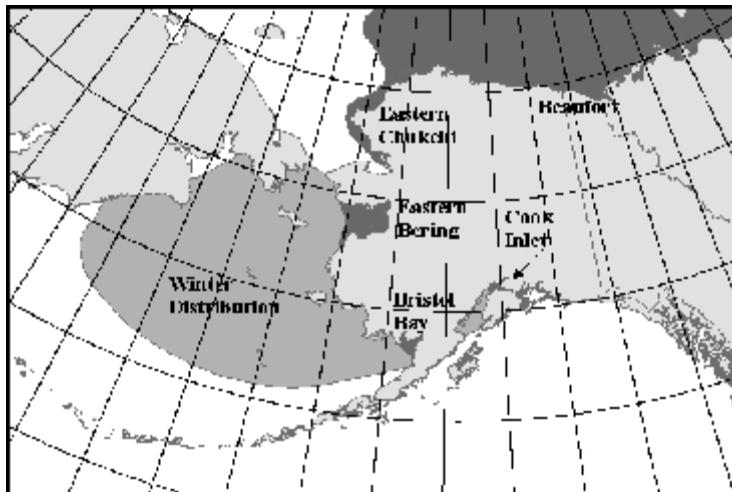 Eastern
Chukchi
Beaufort
Eastern
Bering
Cook
Inlet
Winter
Distribution
Bristol
Bay